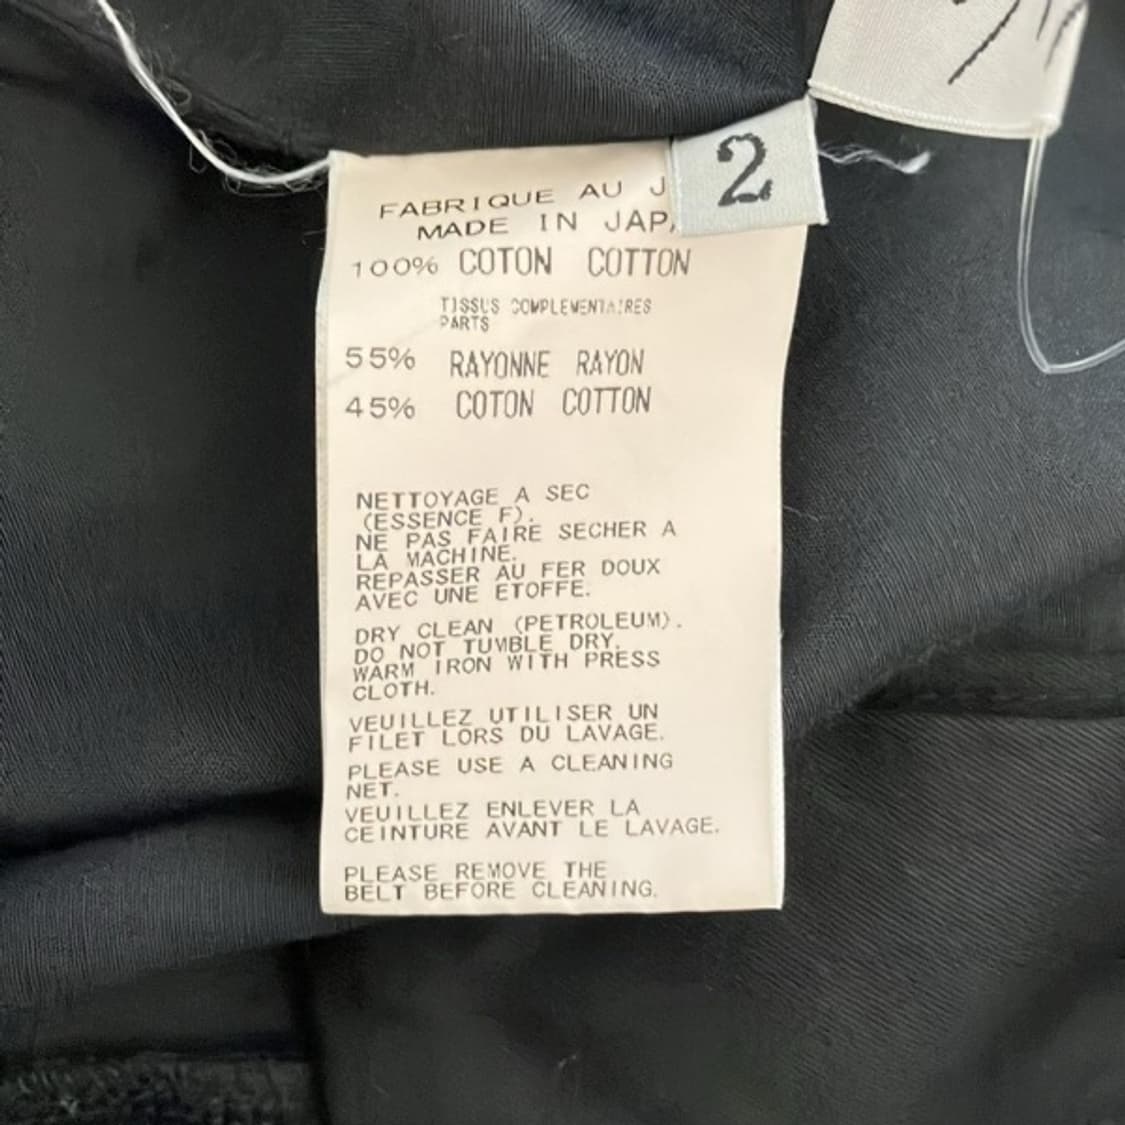 2
FABRIQUE AU J
MADE IN JAPA
100% COTON COTTON
TISSUS COMPLEMENTAIRES
PARTS
55% RAYONNE RAYON
45% COTON COTTON
NETTOYAGE A SEC
(ESSENCE F).
NE PAS FAIRE SECHER A
LA MACHINE.
REPASSER AU FER DOUX
AVEC UNE ETOFFE.
DRY CLEAN (PETROLEUM).
DO NOT TUMBLE DRY.
WARM IRON WITH PRESS
CLOTH.
VEUILLEZ UTILISER UN
FILET LORS DU LAVAGE.
PLEASE USE A CLEANING
NET.
VEUILLEZ ENLEVER LA
CEINTURE AVANT LE LAVAGE.
PLEASE REMOVE THE
BELT BEFORE CLEANING.